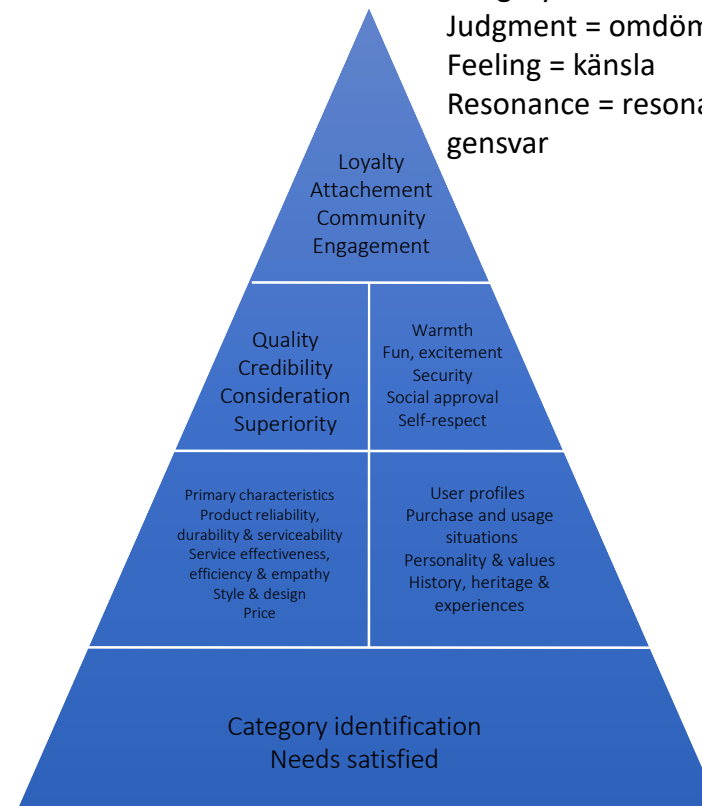 Judgment = omdöm
Feeling = känsla
Resonance = resona
gensvar
Loyalty
Attachement
Community
Engagement
Quality
Credibility
Consideration
Superiority
Warmth
Fun, excitement
Security
Social approval
Self-respect
Primary characteristics
Product reliability,
durability & serviceability
Service effectiveness,
efficiency & empathy
Style & design
Price
User profiles
Purchase and usage
situations
Personality & values
History, heritage &
experiences
Category identification
Needs satisfied